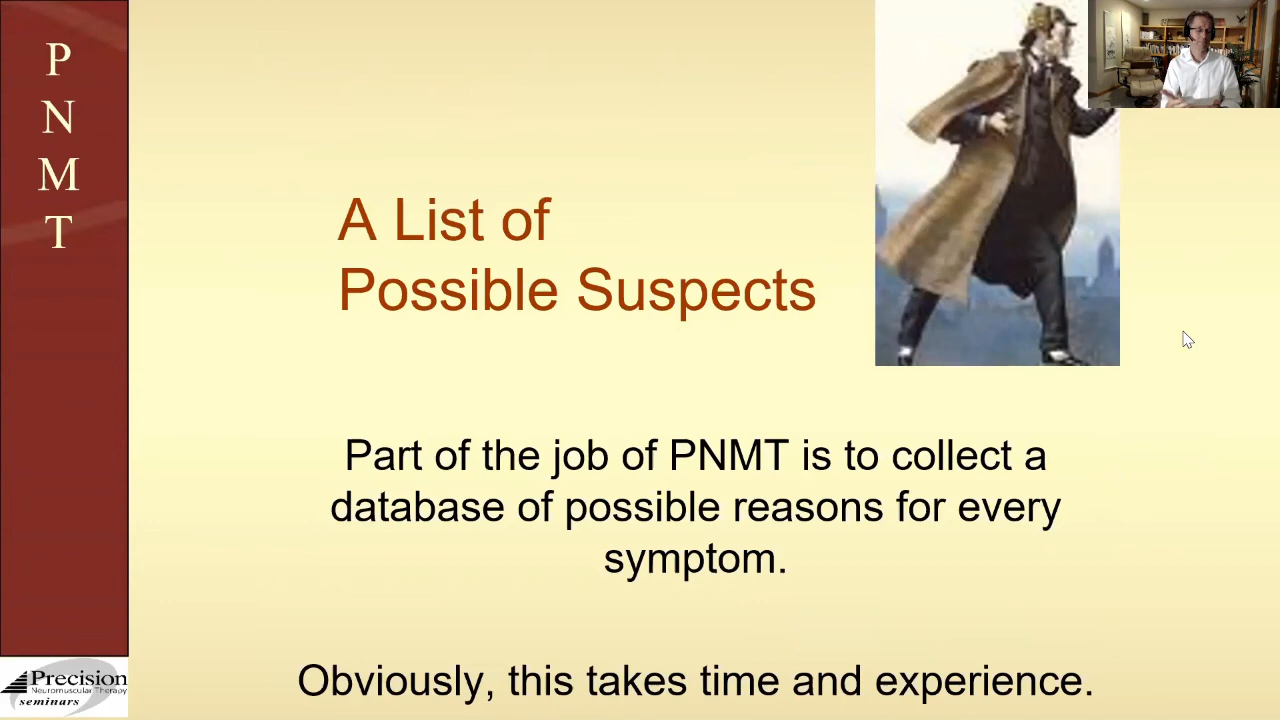 P
N
M
T
A List of
Possible Suspects
Part of the job of PNMT is to collect a
database of possible reasons for every
symptom.
Obviously, this takes time and experience.
Precision
Neuromuscular Therapy
seminars